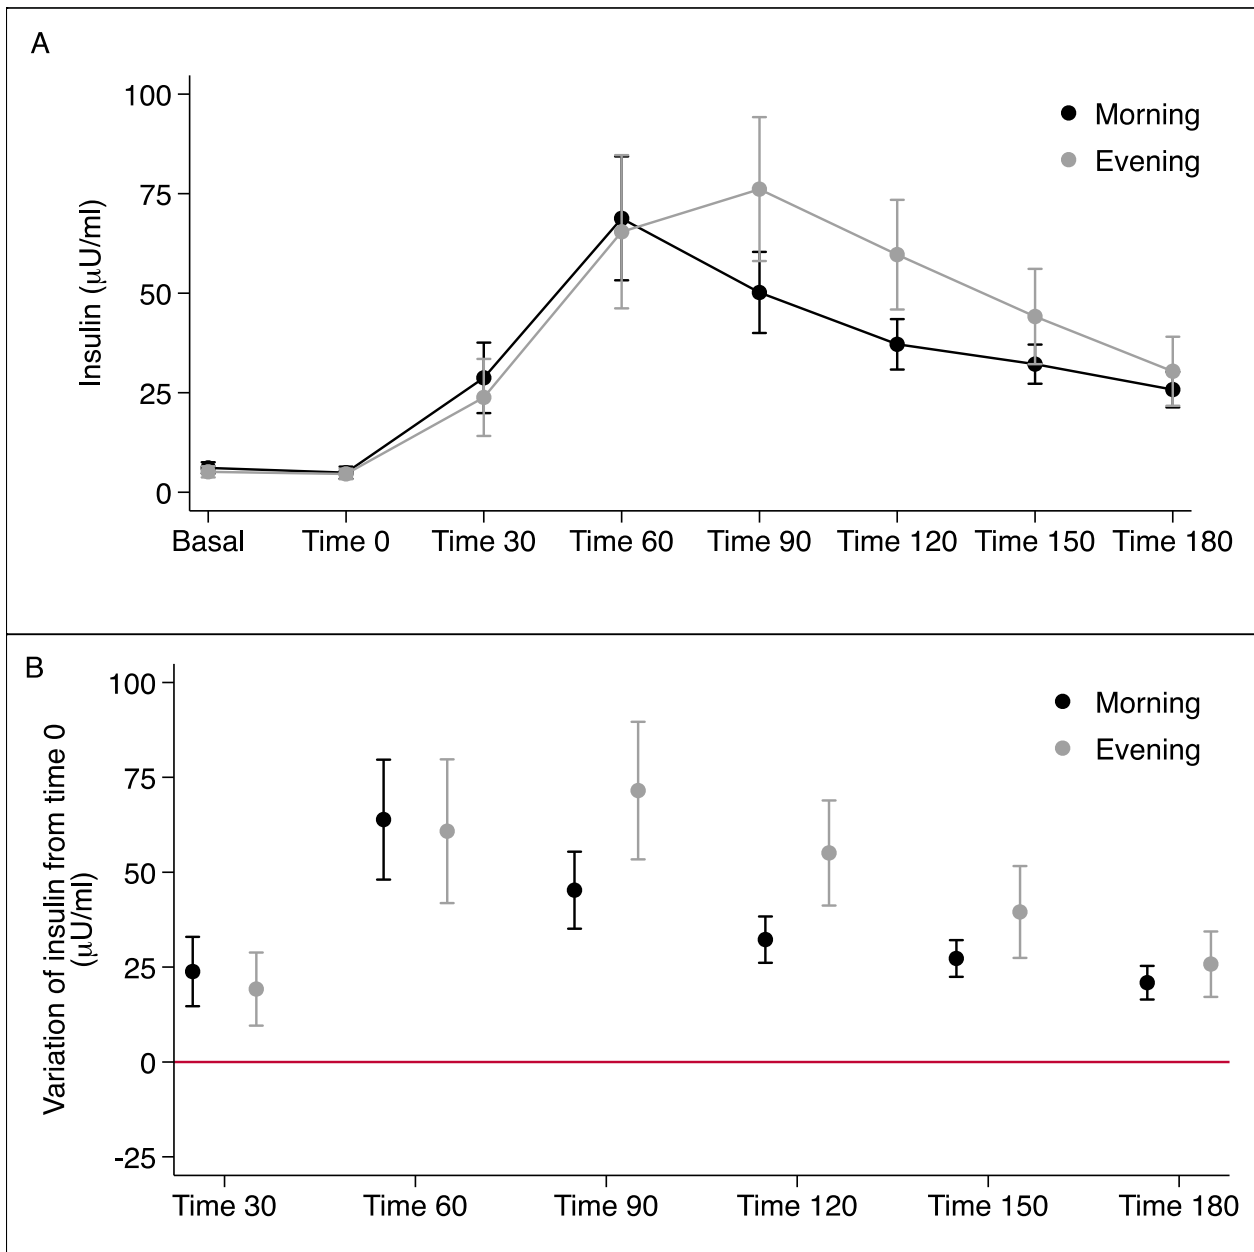 A
100
75
50
25
0
Insulin (μU/ml)
Morning
Evening
Basal Time 0 Time 30 Time 60 Time 90 Time 120 Time 150 Time 180
B
100
75
50
25
0
-25
Variation of insulin from time 0
(μU/ml)
Morning
Evening
Time 30 Time 60 Time 90 Time 120 Time 150 Time 180